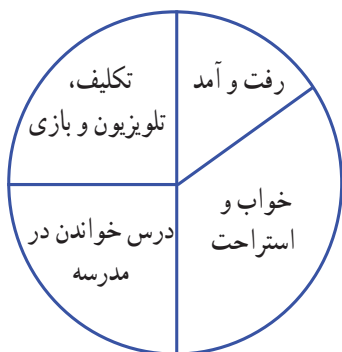 رفت و آمد
تکلیف،
تلویزیون و بازی
خواب و
استراحت
درس خواندن در
مدرسه